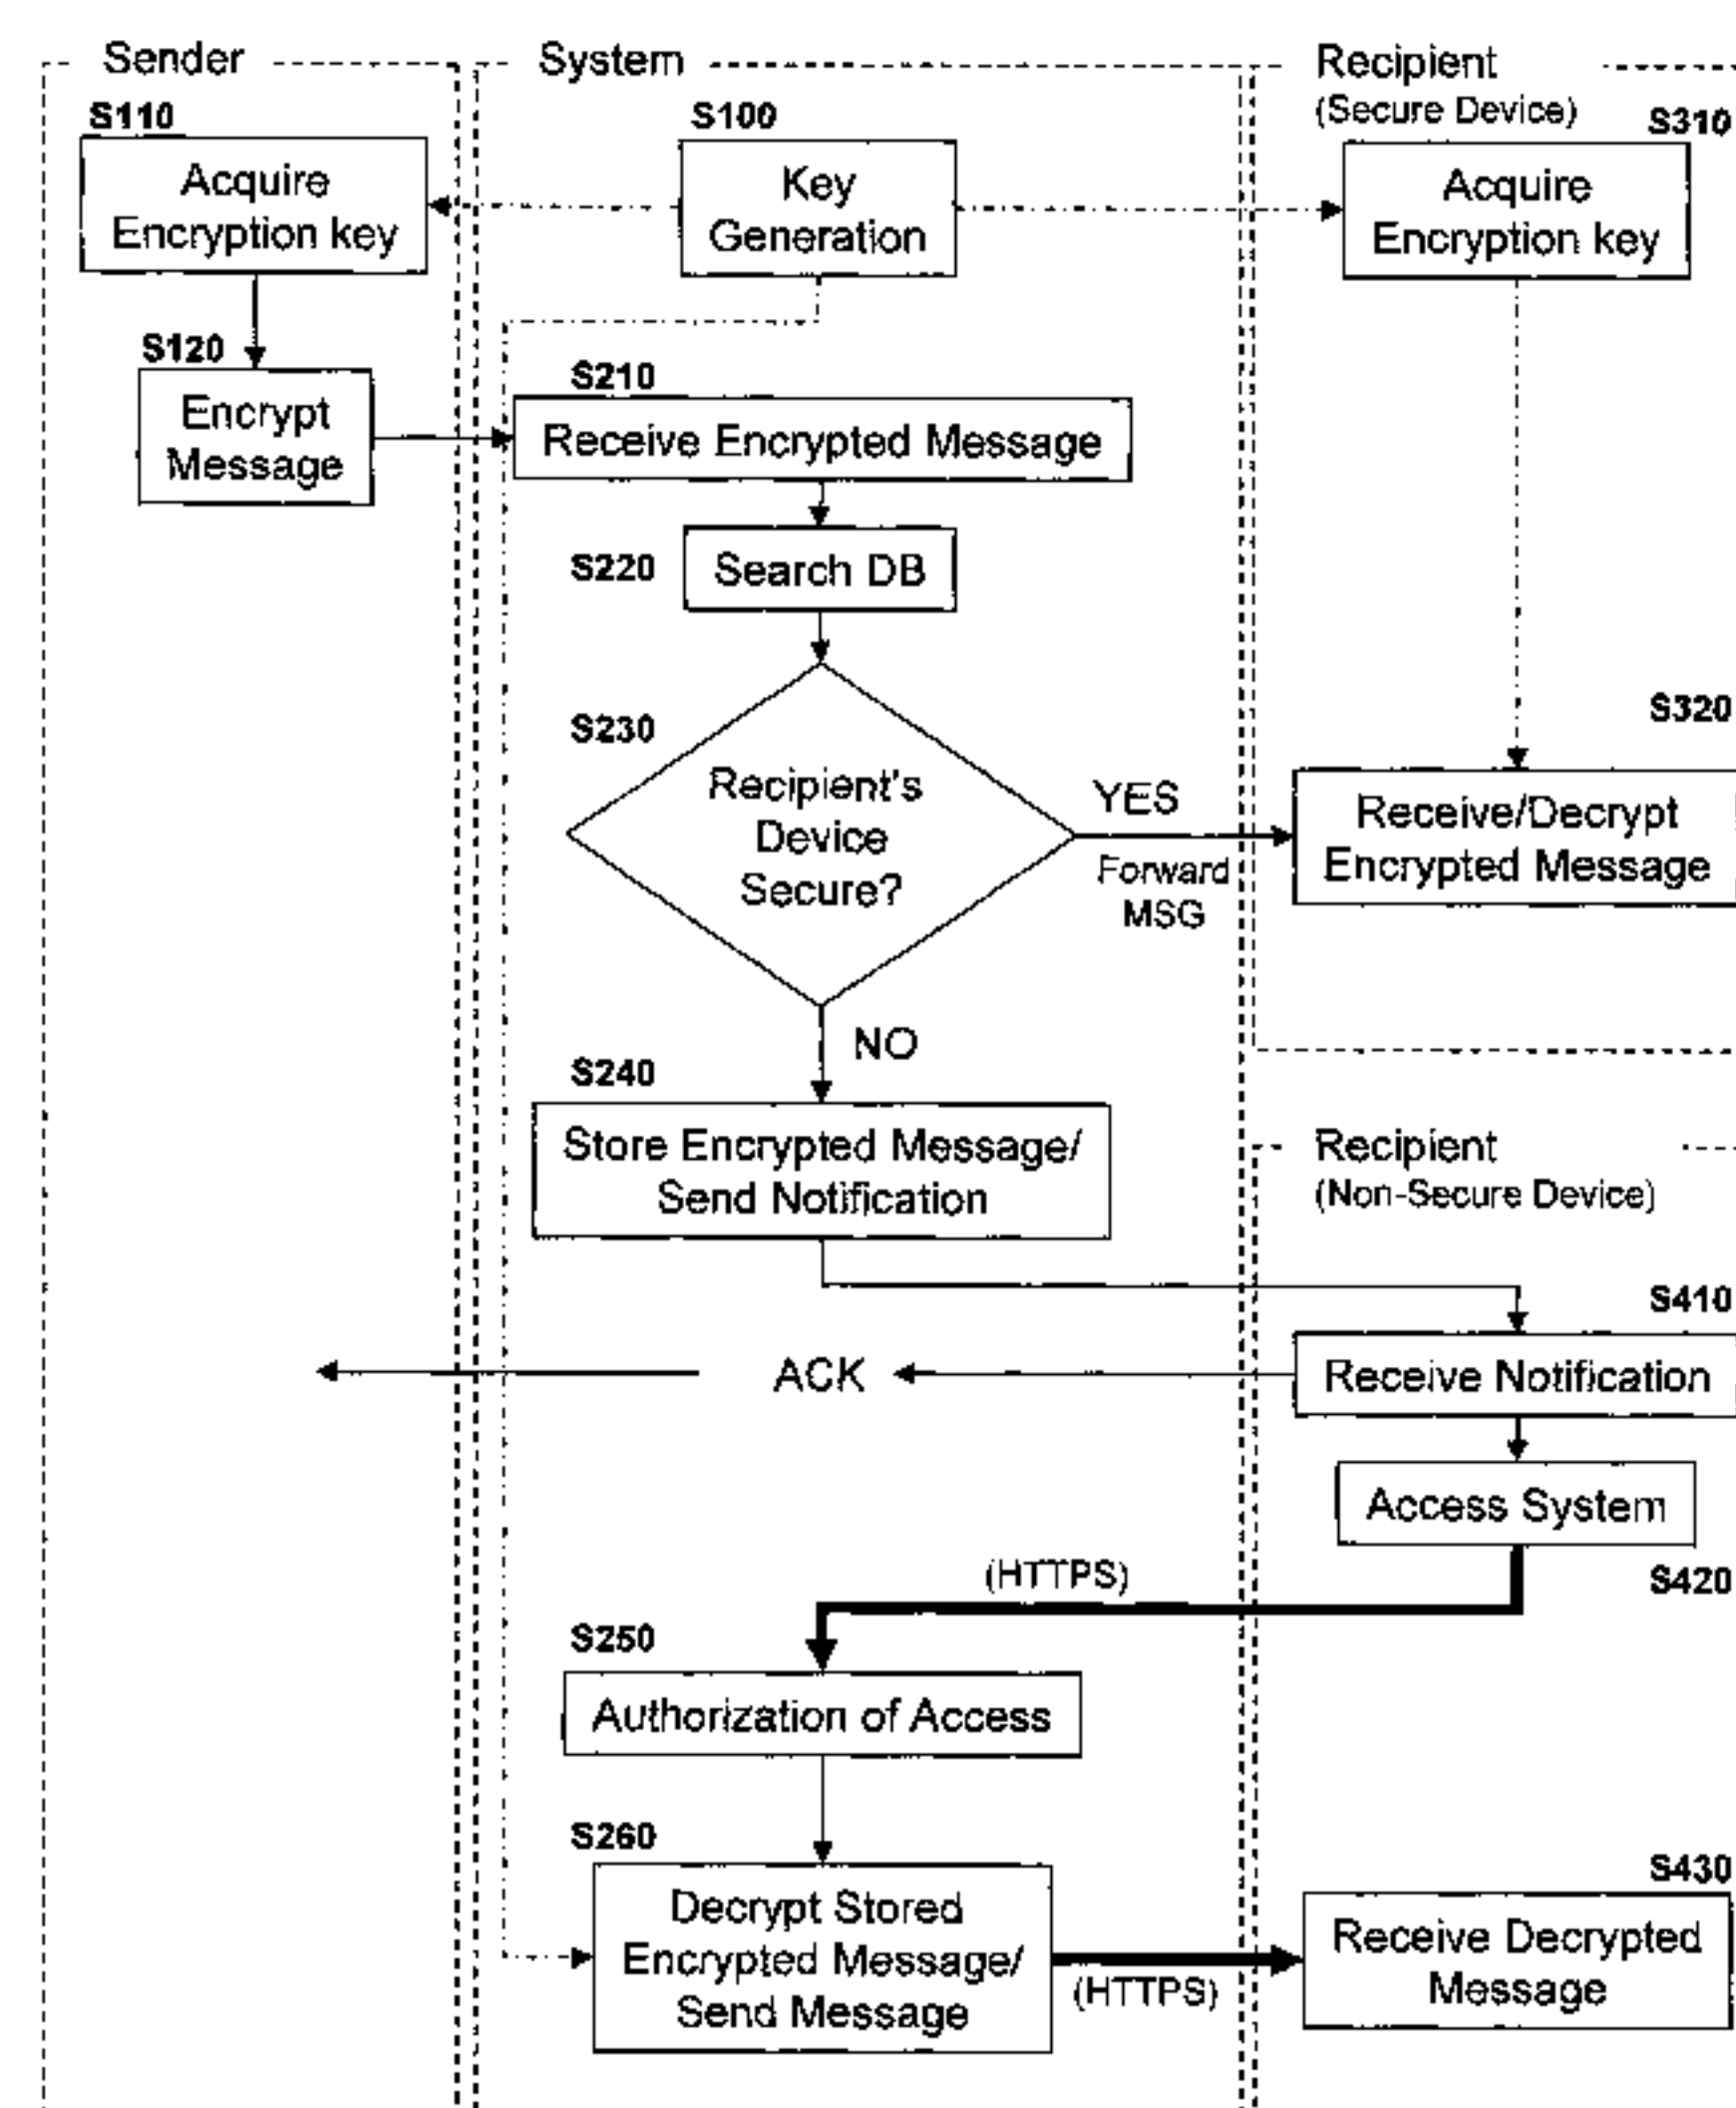 Sender
System
Recipient
(Secure Device)
S110
S100
S310
Acquire
Encryption key
Key
Generation
Acquire
Encryption key
S120
Encrypt
Message
S210
Receive Encrypted Message
S220
Search DB
S230
Recipient's
Device
Secure?
YES
Forward
MSG
S320
Receive/Decrypt
Encrypted Message
NO
S240
Store Encrypted Message/
Send Notification
Recipient
(Non-Secure Device)
S410
ACK
Receive Notification
Access System
S420
(HTTPS)
S250
Authorization of Access
S260
Decrypt Stored
Encrypted Message/
Send Message
(HTTPS)
S430
Receive Decrypted
Message